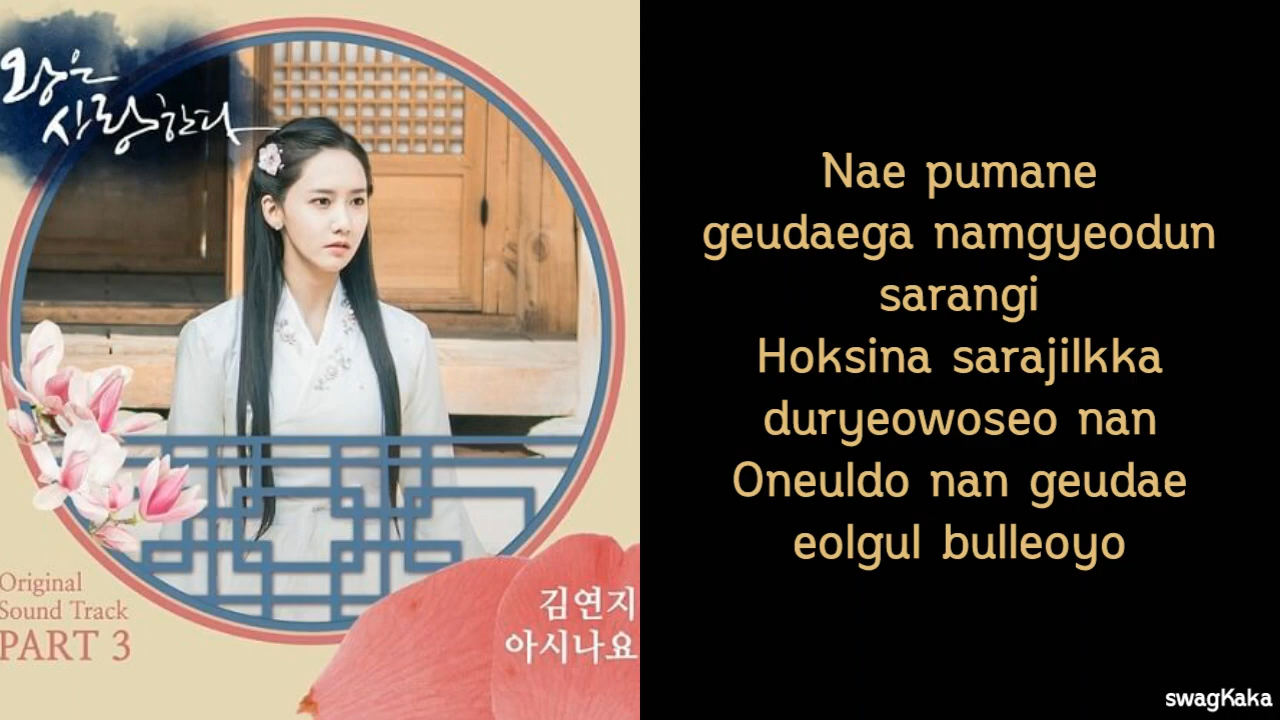 왕은
사랑한다
Original
Sound Track
PART 3
김연지
아시나요
Nae pumane
geudaega namgyeodun
sarangi
Hoksina sarajilkka
duryeowoseo nan
Oneuldo nan geudae
eolgul bulleoyo
swagKaka